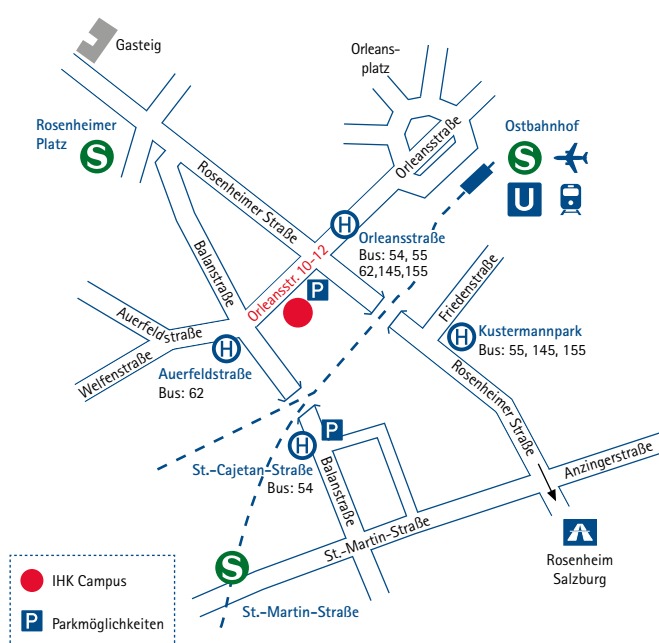 Gasteig
Orleans-
platz
Rosenheimer
Platz
S
Ostbahnhof
S
U
Orleansstraße
Rosenheimer Straße
H
Orleansstraße
Bus: 54, 55
62,145,155
Balanstraße
Orleansstr. 10-12
P
Friedenstraße
Auerfeldstraße
Welfenstraße
H
Auerfeldstraße
Bus: 62
H
Kustermannpark
Bus: 55, 145, 155
Rosenheimer Straße
P
H
St.-Cajetan-Straße
Bus: 54
Balanstraße
Anzingerstraße
St.-Martin-Straße
Rosenheim
Salzburg
S
St.-Martin-Straße
IHK Campus
P
Parkmöglichkeiten